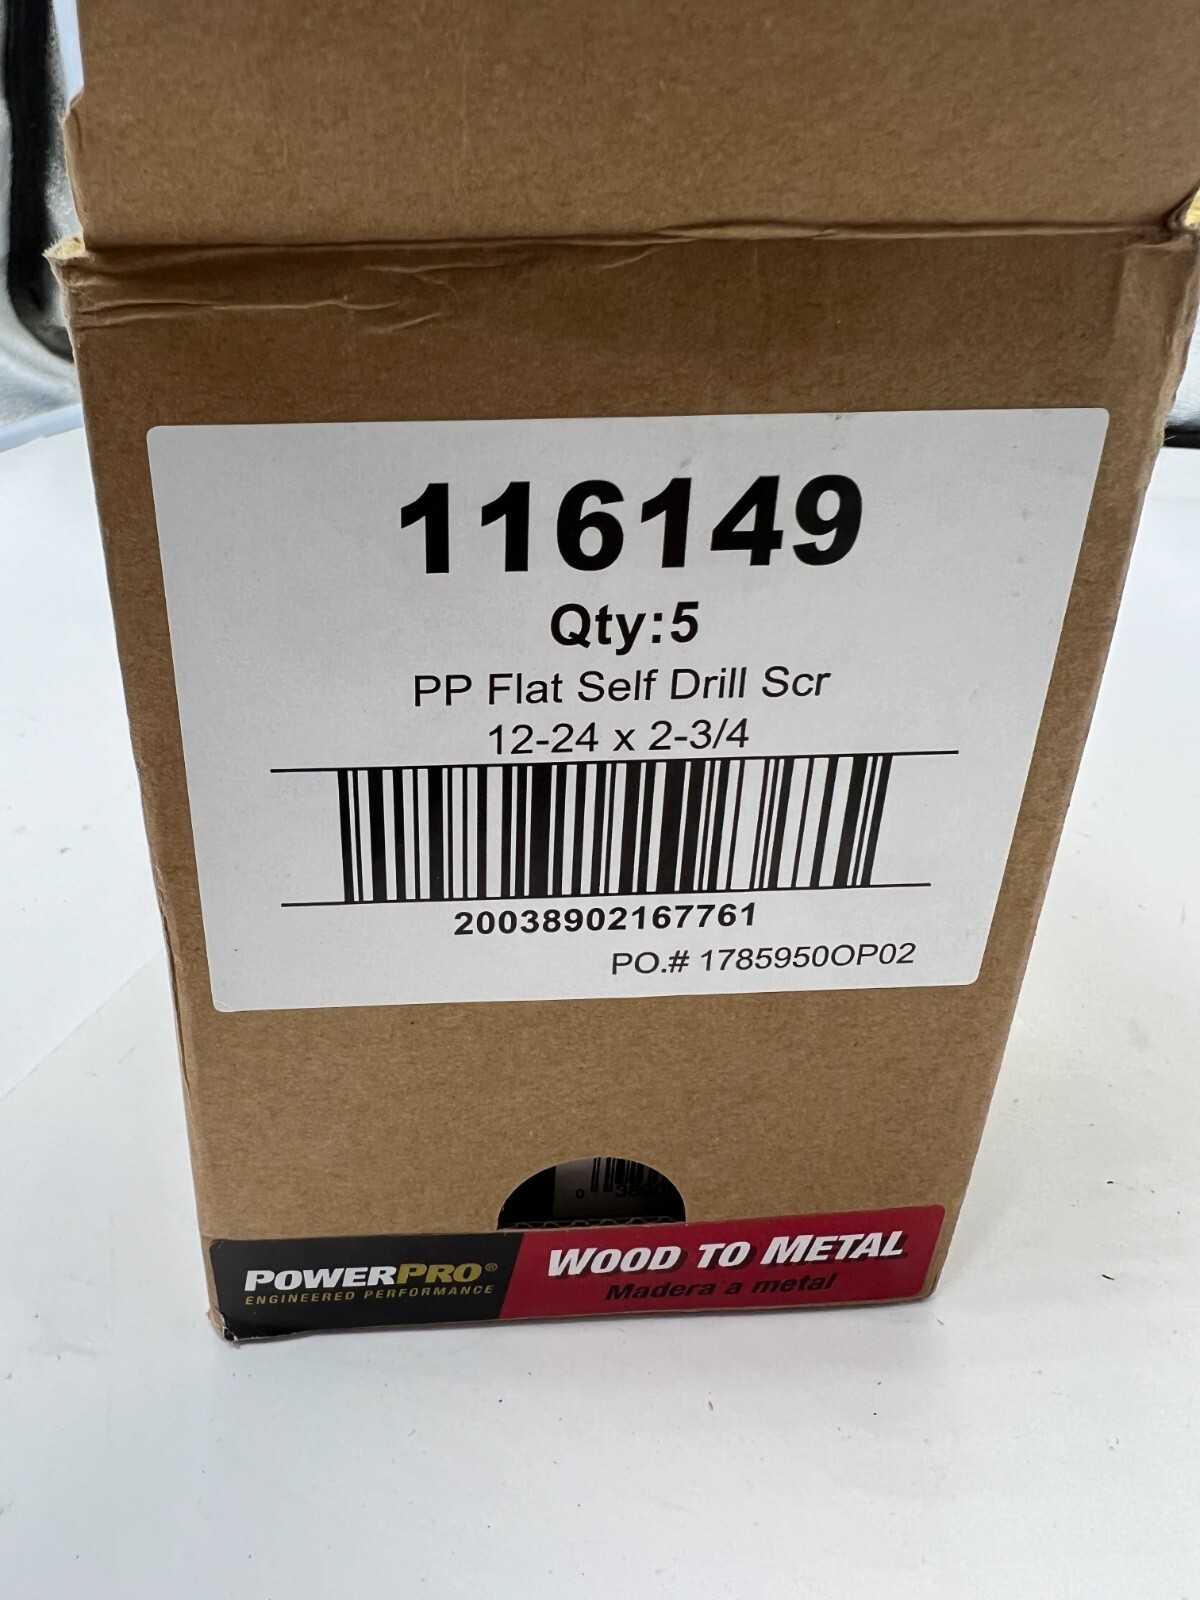 116149
Qty:5
PP Flat Self Drill Scr
12-24 x 2-3/4
20038902167761
PO.# 1785950OP02
0
POWERPRO®
ENGINEERED PERFORMANCE
WOOD TO METAL
Madera a metal